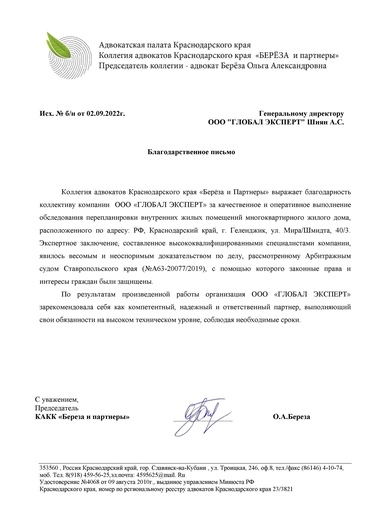 Адвокатская палата Краснодарского края
Коллегия адвокатов Краснодарского края «БЕРЁЗА и партнеры»
Председатель коллегии - адвокат Берёза Ольга Александровна
Исх. № б/н от 02.09.2022г.
Генеральному директору
ООО "ГЛОБАЛ ЭКСПЕРТ" Шиян А.С.
Благодарственное письмо
Коллегия адвокатов Краснодарского края «Берёза и Партнеры» выражает благодарность
коллективу компании ООО «ГЛОБАЛ ЭКСПЕРТ» за качественное и оперативное выполнение
обследования перепланировки внутренних жилых помещений многоквартирного жилого дома,
расположенного по адресу: РФ, Краснодарский край, г. Геленджик, ул. Мира/Шмидта, 40/3.
Экспертное заключение, составленное высококвалифицированными специалистами компании,
явилось весомым и неоспоримым доказательством по делу, рассмотренному Арбитражным
судом Ставропольского края (№А63-20077/2019), с помощью которого законные права и
интересы граждан были защищены.
По результатам произведенной работы организация ООО «ГЛОБАЛ ЭКСПЕРТ»
зарекомендовала себя как компетентный, надежный и ответственный партнер, выполняющий
свои обязанности на высоком техническом уровне, соблюдая необходимые сроки.
С уважением,
Председатель
КАКК «Береза и партнеры»
О.А.Береза
353560 , Россия Краснодарский край, гор. Славянск-на-Кубани , ул. Троицкая, 246, оф.8, тел./факс (86146) 4-10-74,
моб. Тел. 8(918) 459-56-25,эл.почта: 4595625@mail. Ru
Удостоверение №4068 от 09 августа 2010г., выданное управлением Минюста РФ
Краснодарского края, номер по региональному реестру адвокатов Краснодарского края 23/3821